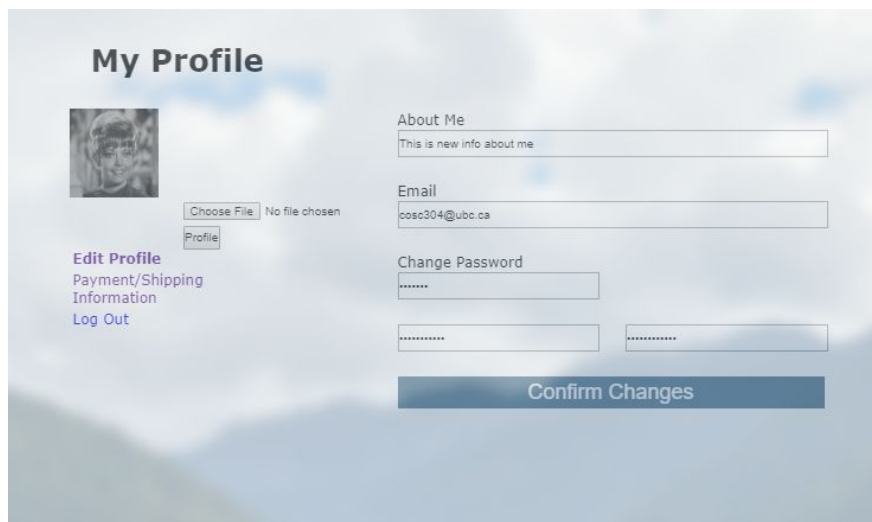 My Profile
Choose File No file chosen
Profile
Edit Profile
Payment/Shipping
Information
Log Out
About Me
This is new info about me
Email
cosc304@ubc.ca
Change Password
•••••••
••••••••••• ••••••••••••
Confirm Changes